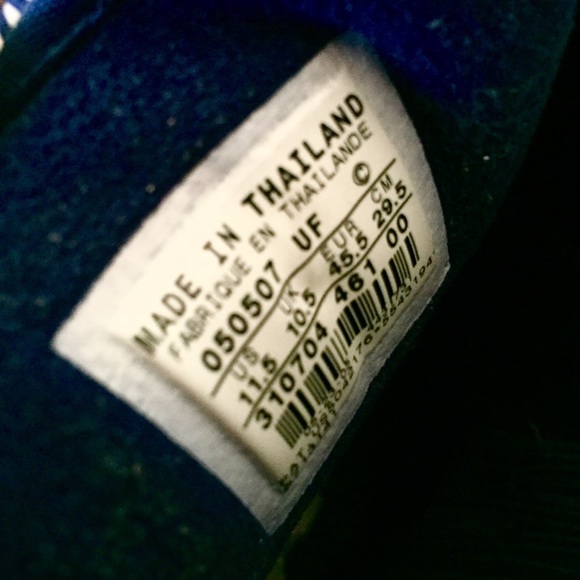 MADE IN THAILAND
FABRIQUE EN THAILANDE
050507 UF ©
US UK EUR CM
11.5 10.5 45.5 29.5
310704 461 00